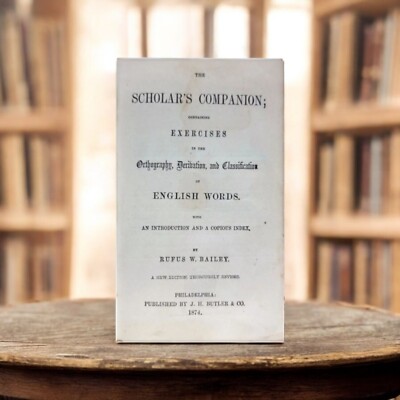 THE
SCHOLAR'S COMPANION;
CONTAINING
EXERCISES
IN THE
Orthography, Derivation, and Classification
OF
ENGLISH WORDS.
WITH
AN INTRODUCTION AND A COPIOUS INDEX,
BY
RUFUS W. BAILEY.
A NEW EDITION THOROUGHLY REVISED.
PHILADELPHIA:
PUBLISHED BY J. H. BUTLER & CO.
1874.